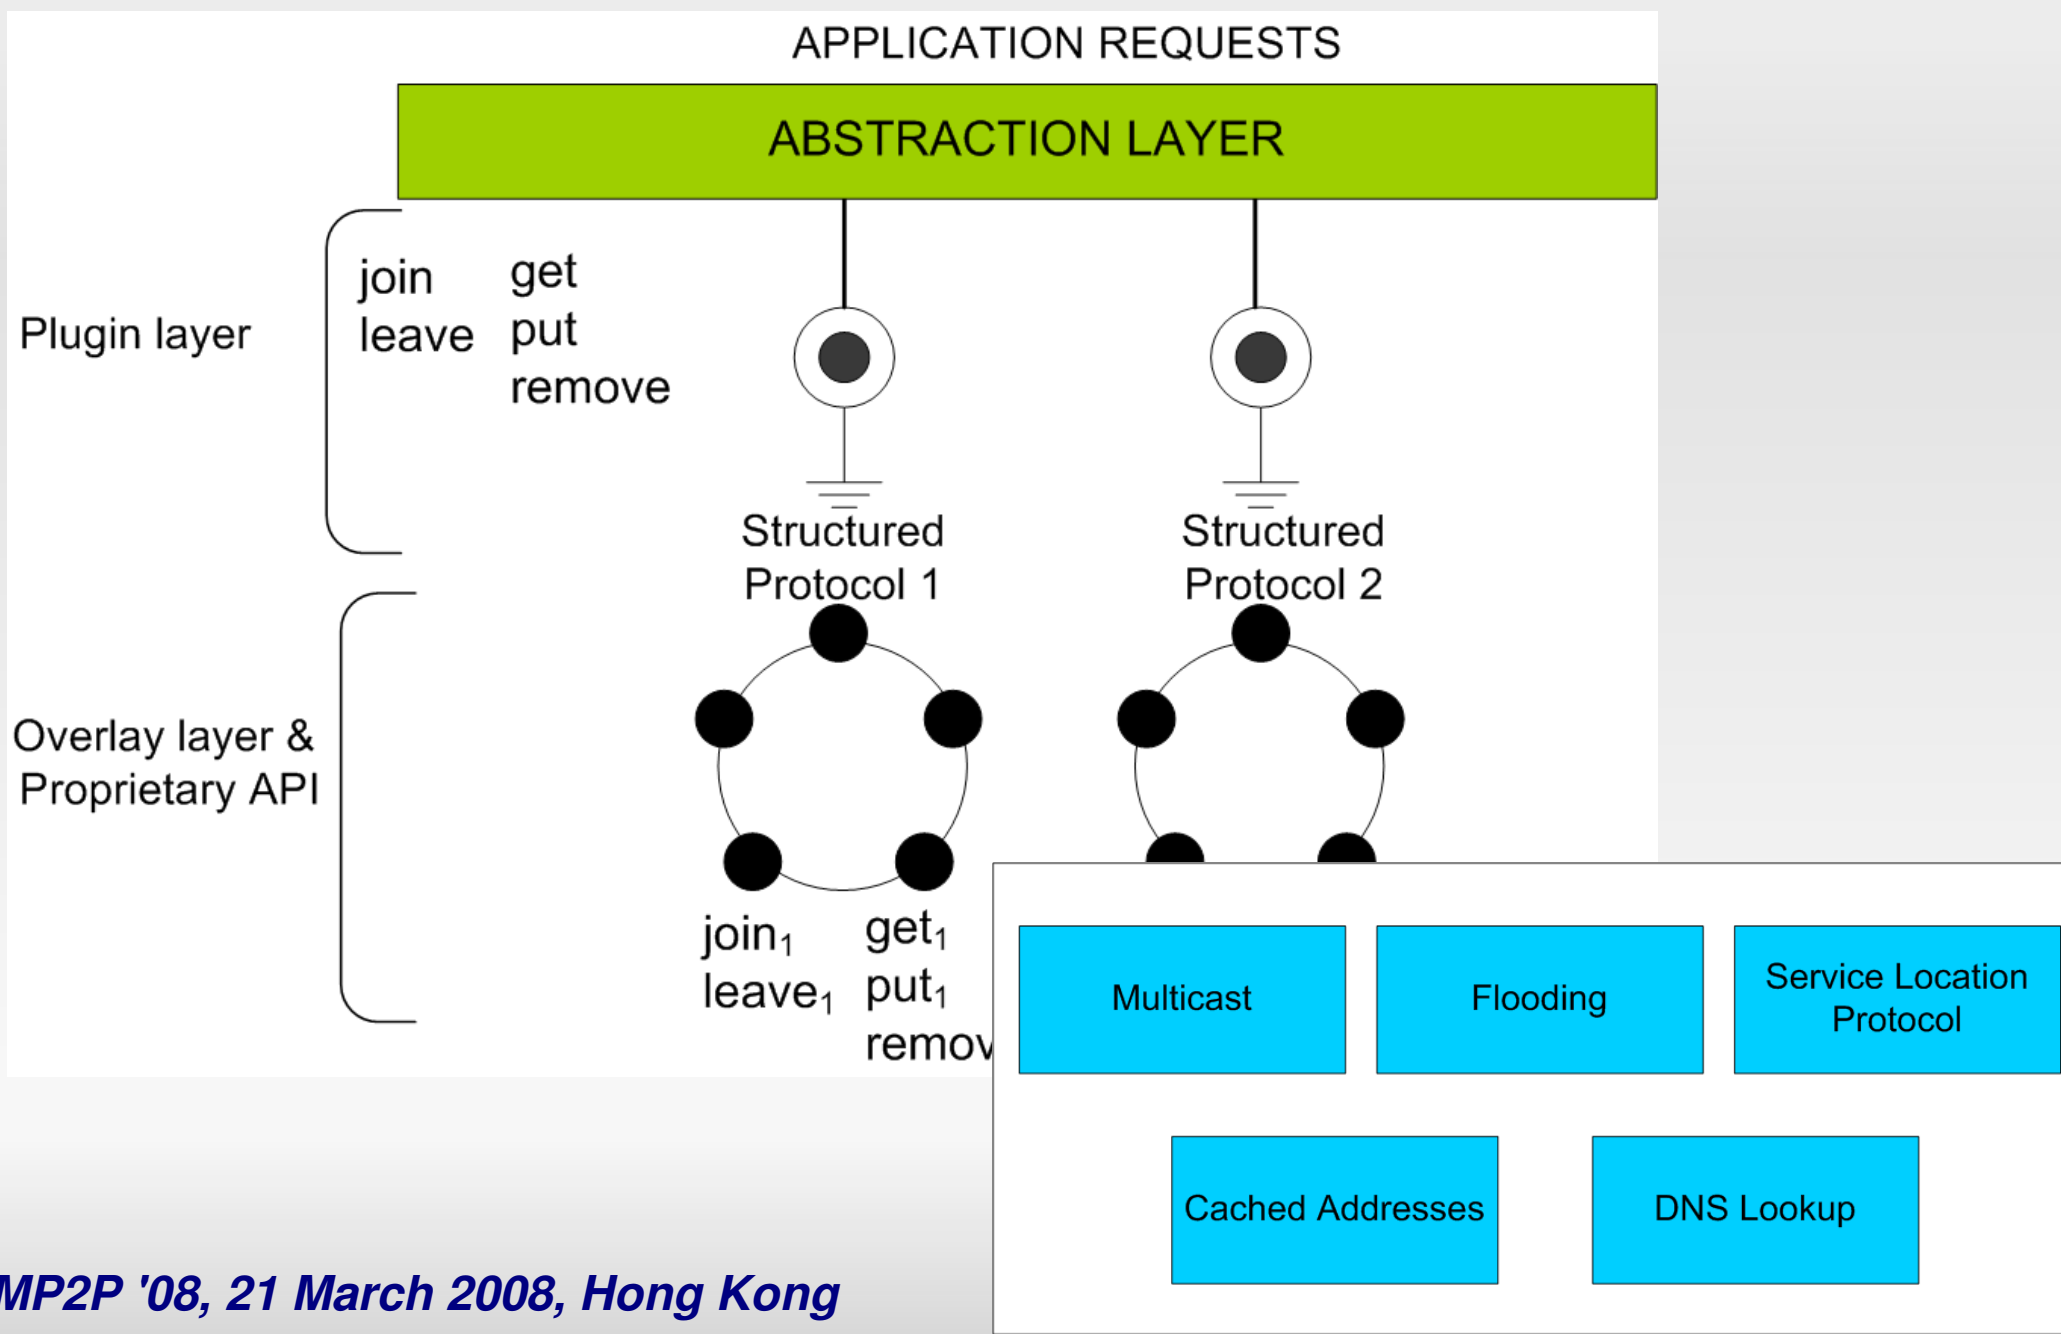 APPLICATION REQUESTS
ABSTRACTION LAYER
Plugin layer
join get
leave put
remove
Structured
Protocol 1
Structured
Protocol 2
Overlay layer &
Proprietary API
join₁ get₁
leave₁ put₁
remov
Multicast
Flooding
Service Location
Protocol
Cached Addresses
DNS Lookup
MP2P '08, 21 March 2008, Hong Kong